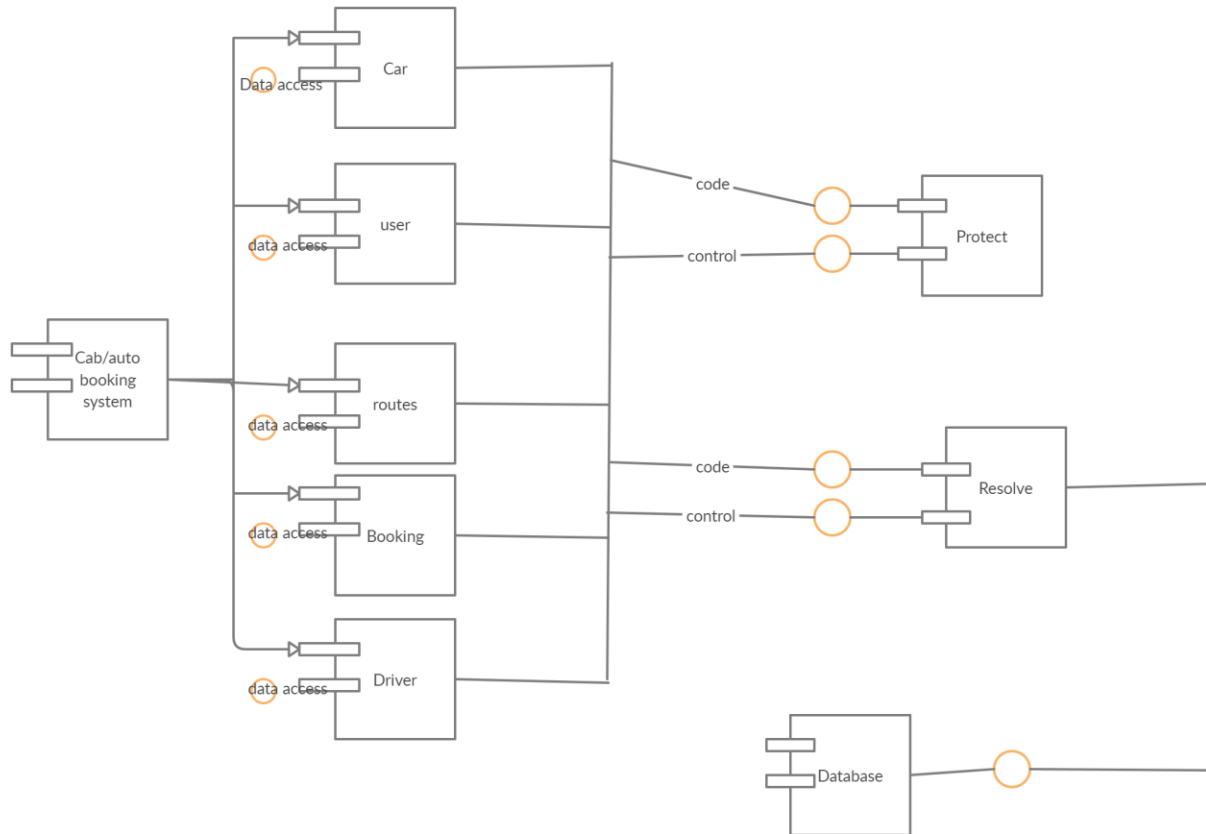 Car
Data access
code
user
Protect
data access
control
Cab/auto
booking
system
routes
data access
code
Resolve
control
Booking
data access
Driver
data access
Database